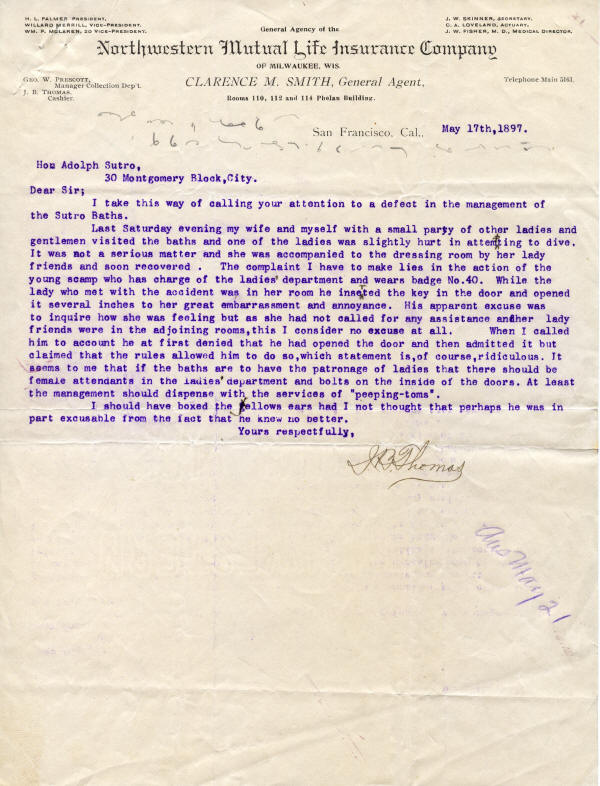 H. L. PALMER PRESIDENT.
WILLARD MERRILL, VICE-PRESIDENT.
WM. P. McLAREN, 2D VICE-PRESIDENT.
J. W. SKINNER, SECRETARY.
C. A. LOVELAND, ACTUARY.
J. W. FISHER, M. D., MEDICAL DIRECTOR.
General Agency of the
Northwestern Mutual Life Insurance Company
OF MILWAUKEE, WIS.
GEO. W. PRESCOTT,
Manager Collection Dep't.
J. B. THOMAS,
Cashier.
CLARENCE M. SMITH, General Agent,
Telephone Main 5161.
Rooms 110, 112 and 114 Phelan Building.
San Francisco, Cal., May 17th,1897.
Hon Adolph Sutro,
30 Montgomery Block,City.
Dear Sir;
I take this way of calling your attention to a defect in the management of
the Sutro Baths.
Last Saturday evening my wife and myself with a small party of other ladies and
gentlemen visited the baths and one of the ladies was slightly hurt in attemting to dive.
It was not a serious matter and she was accompanied to the dressing room by her lady
friends and soon recovered . The complaint I have to make lies in the action of the
young scamp who has charge of the ladies' department and wears badge No.40. While the
lady who met with the accident was in her room he inseted the key in the door and opened
it several inches to her great embarrassment and annoyance. His apparent excuse was
to inquire how she was feeling but as she had not called for any assistance andher lady
friends were in the adjoining rooms,this I consider no excuse at all. When I called
him to account he at first denied that he had opened the door and then admitted it but
claimed that the rules allowed him to do so,which statement is,of course,ridiculous. It
seems to me that if the baths are to have the patronage of ladies that there should be
female attendants in the ladies'department and bolts on the inside of the doors. At least
the management should dispense with the services of "peeping-toms".
I should have boxed the fellows ears had I not thought that perhaps he was in
part excusable from the fact that he knew no better.
Yours respectfully,
J.B.Thomas
Ans May 21